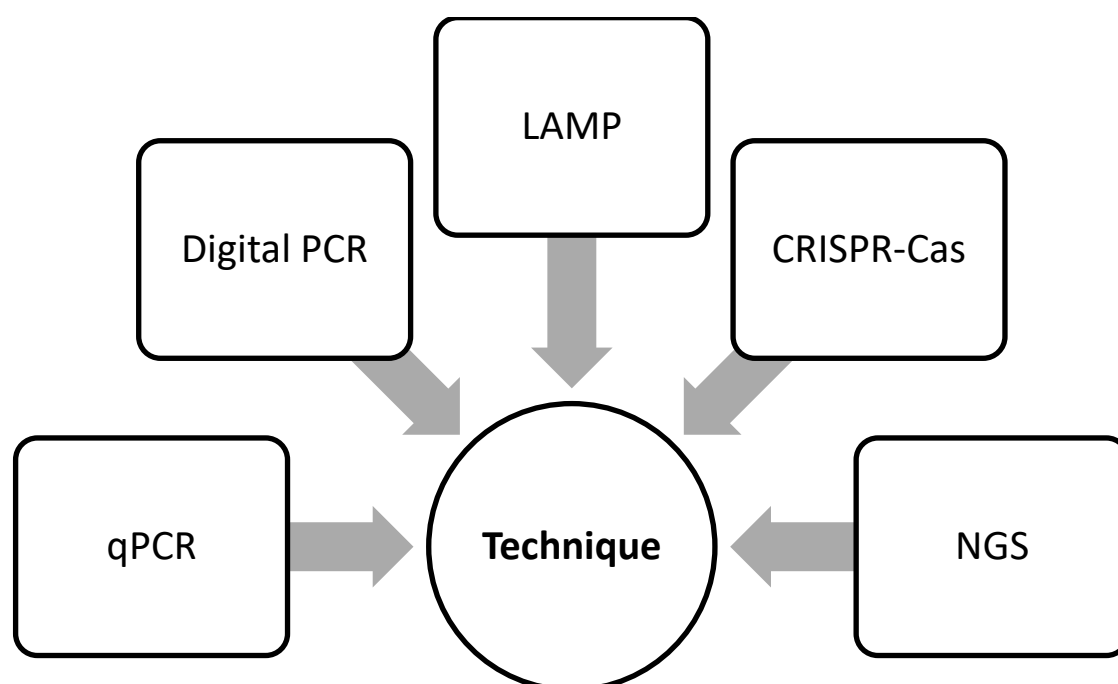 LAMP
Digital PCR
CRISPR-Cas
qPCR
Technique
NGS